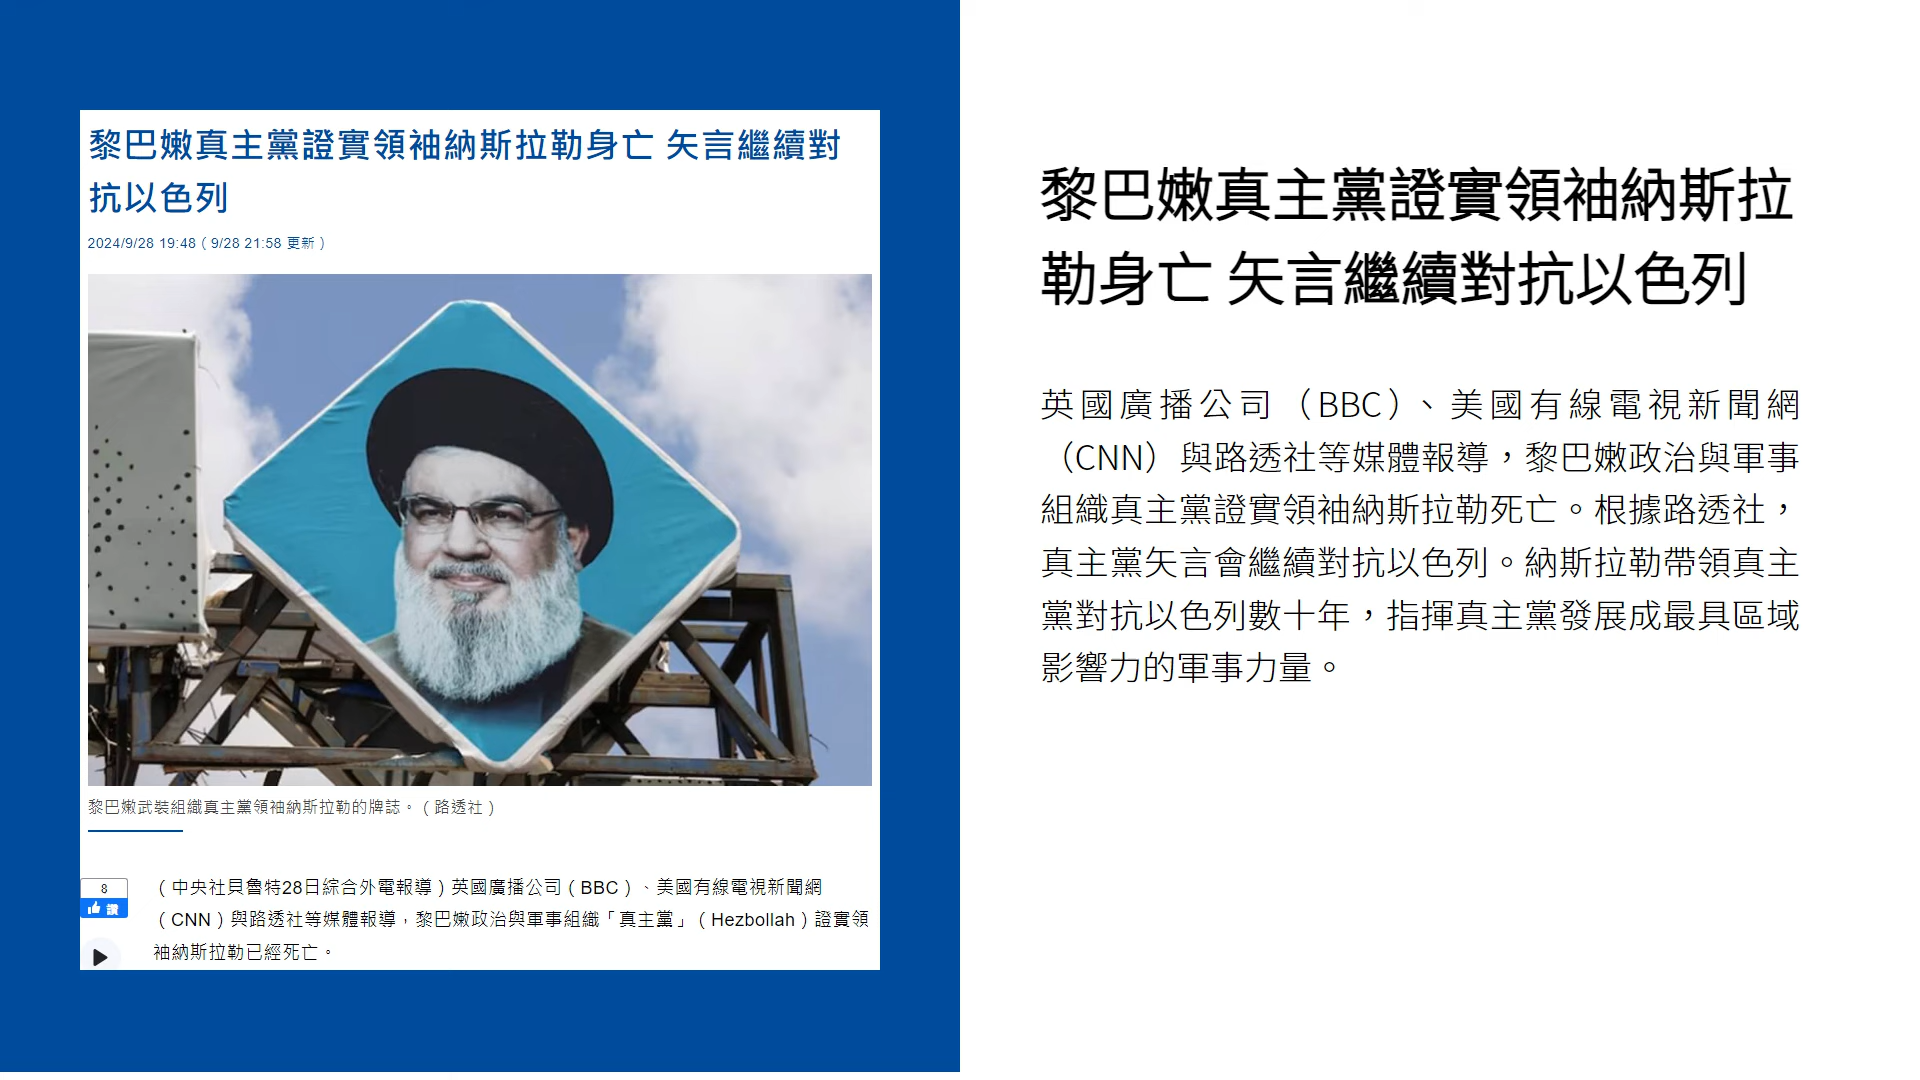 黎巴嫩真主黨證實領袖納斯拉勒身亡 矢言繼續對
抗以色列
2024/9/28 19:48（9/28 21:58 更新）
黎巴嫩武裝組織真主黨領袖納斯拉勒的牌誌。（路透社）
8
讚
（中央社貝魯特28日綜合外電報導）英國廣播公司（BBC）、美國有線電視新聞網
（CNN）與路透社等媒體報導，黎巴嫩政治與軍事組織「真主黨」（Hezbollah）證實領
袖納斯拉勒已經死亡。
黎巴嫩真主黨證實領袖納斯拉
勒身亡 矢言繼續對抗以色列
英國廣播公司（BBC）、美國有線電視新聞網
（CNN）與路透社等媒體報導，黎巴嫩政治與軍事
組織真主黨證實領袖納斯拉勒死亡。根據路透社，
真主黨矢言會繼續對抗以色列。納斯拉勒帶領真主
黨對抗以色列數十年，指揮真主黨發展成最具區域
影響力的軍事力量。